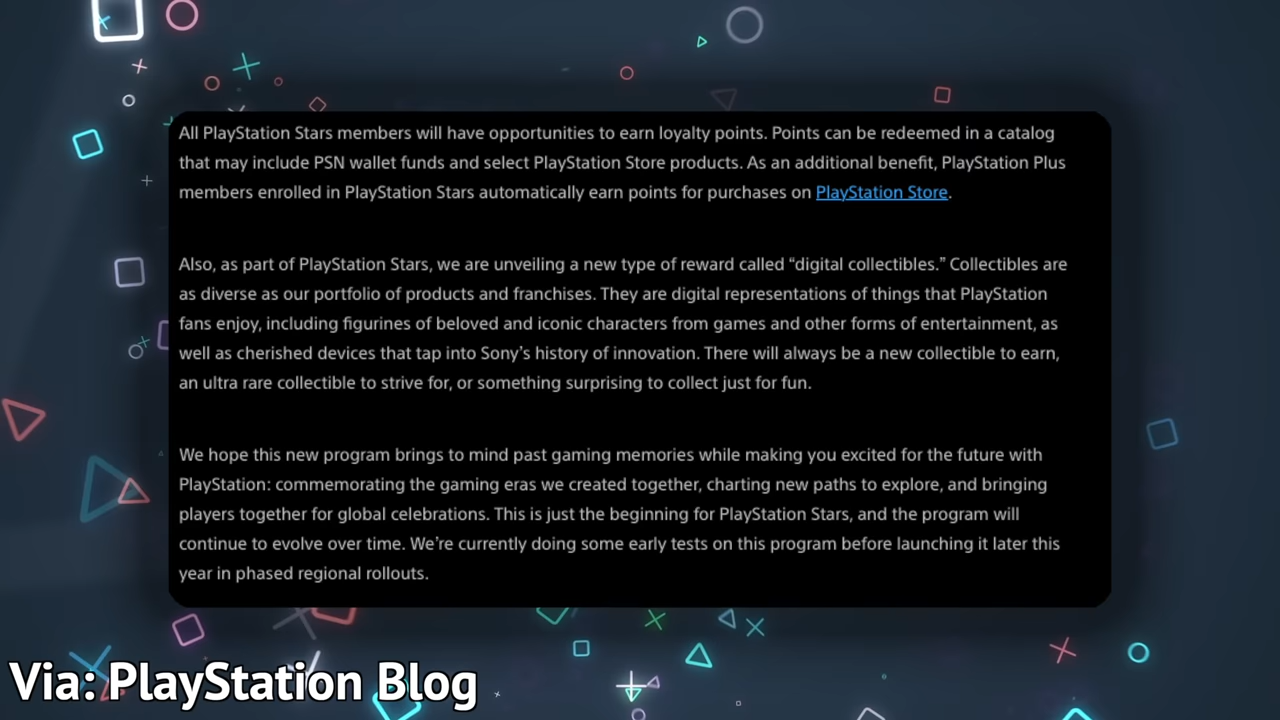 All PlayStation Stars members will have opportunities to earn loyalty points. Points can be redeemed in a catalog
that may include PSN wallet funds and select PlayStation Store products. As an additional benefit, PlayStation Plus
members enrolled in PlayStation Stars automatically earn points for purchases on PlayStation Store.
Also, as part of PlayStation Stars, we are unveiling a new type of reward called “digital collectibles.” Collectibles are
as diverse as our portfolio of products and franchises. They are digital representations of things that PlayStation
fans enjoy, including figurines of beloved and iconic characters from games and other forms of entertainment, as
well as cherished devices that tap into Sony’s history of innovation. There will always be a new collectible to earn,
an ultra rare collectible to strive for, or something surprising to collect just for fun.
We hope this new program brings to mind past gaming memories while making you excited for the future with
PlayStation: commemorating the gaming eras we created together, charting new paths to explore, and bringing
players together for global celebrations. This is just the beginning for PlayStation Stars, and the program will
continue to evolve over time. We’re currently doing some early tests on this program before launching it later this
year in phased regional rollouts.
Via: PlayStation Blog